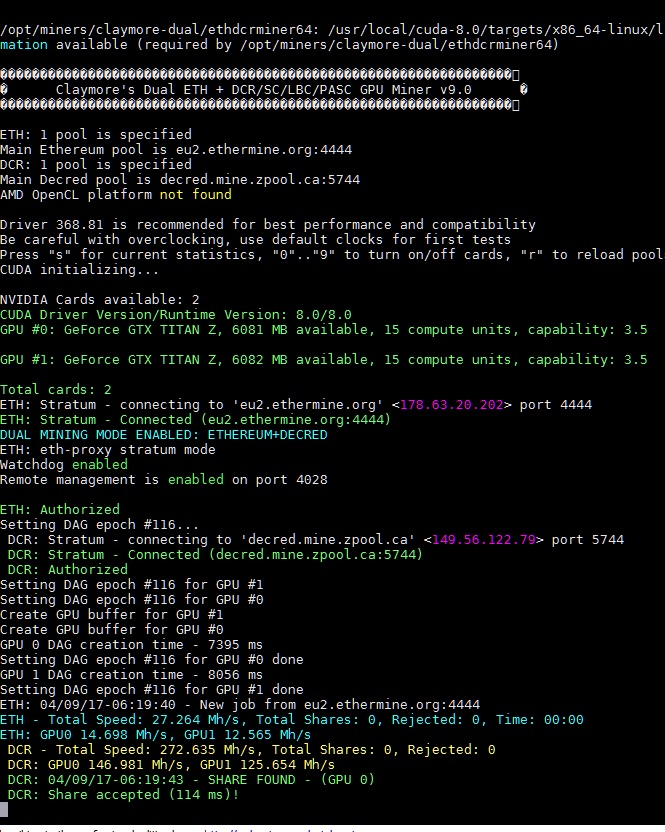 /opt/miners/claymore-dual/ethdcrminer64: /usr/local/cuda-8.0/targets/x86_64-linux/l
mation available (required by /opt/miners/claymore-dual/ethdcrminer64)
Claymore's Dual ETH + DCR/SC/LBC/PASC GPU Miner v9.0
ETH: 1 pool is specified
Main Ethereum pool is eu2.ethermine.org:4444
DCR: 1 pool is specified
Main Decred pool is decred.mine.zpool.ca:5744
AMD OpenCL platform not found
Driver 368.81 is recommended for best performance and compatibility
Be careful with overclocking, use default clocks for first tests
Press "s" for current statistics, "0".."9" to turn on/off cards, "r" to reload pool
CUDA initializing...
NVIDIA Cards available: 2
CUDA Driver Version/Runtime Version: 8.0/8.0
GPU #0: GeForce GTX TITAN Z, 6081 MB available, 15 compute units, capability: 3.5
GPU #1: GeForce GTX TITAN Z, 6082 MB available, 15 compute units, capability: 3.5
Total cards: 2
ETH: Stratum - connecting to 'eu2.ethermine.org' <178.63.20.202> port 4444
ETH: Stratum - Connected (eu2.ethermine.org:4444)
DUAL MINING MODE ENABLED: ETHEREUM+DECRED
ETH: eth-proxy stratum mode
Watchdog enabled
Remote management is enabled on port 4028
ETH: Authorized
Setting DAG epoch #116...
DCR: Stratum - connecting to 'decred.mine.zpool.ca' <149.56.122.79> port 5744
DCR: Stratum - Connected (decred.mine.zpool.ca:5744)
DCR: Authorized
Setting DAG epoch #116 for GPU #1
Setting DAG epoch #116 for GPU #0
Create GPU buffer for GPU #1
Create GPU buffer for GPU #0
GPU 0 DAG creation time - 7395 ms
Setting DAG epoch #116 for GPU #0 done
GPU 1 DAG creation time - 8056 ms
Setting DAG epoch #116 for GPU #1 done
ETH: 04/09/17-06:19:40 - New job from eu2.ethermine.org:4444
ETH - Total Speed: 27.264 Mh/s, Total Shares: 0, Rejected: 0, Time: 00:00
ETH: GPU0 14.698 Mh/s, GPU1 12.565 Mh/s
DCR - Total Speed: 272.635 Mh/s, Total Shares: 0, Rejected: 0
DCR: GPU0 146.981 Mh/s, GPU1 125.654 Mh/s
DCR: 04/09/17-06:19:43 - SHARE FOUND - (GPU 0)
DCR: Share accepted (114 ms)!